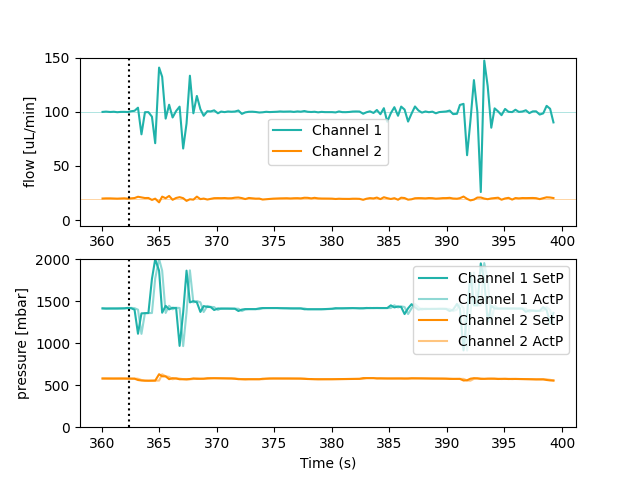 150
100
50
0
flow [uL/min]
Channel 1
Channel 2
360 365 370 375 380 385 390 395 400
2000
1500
1000
500
0
pressure [mbar]
Channel 1 SetP
Channel 1 ActP
Channel 2 SetP
Channel 2 ActP
360 365 370 375 380 385 390 395 400
Time (s)